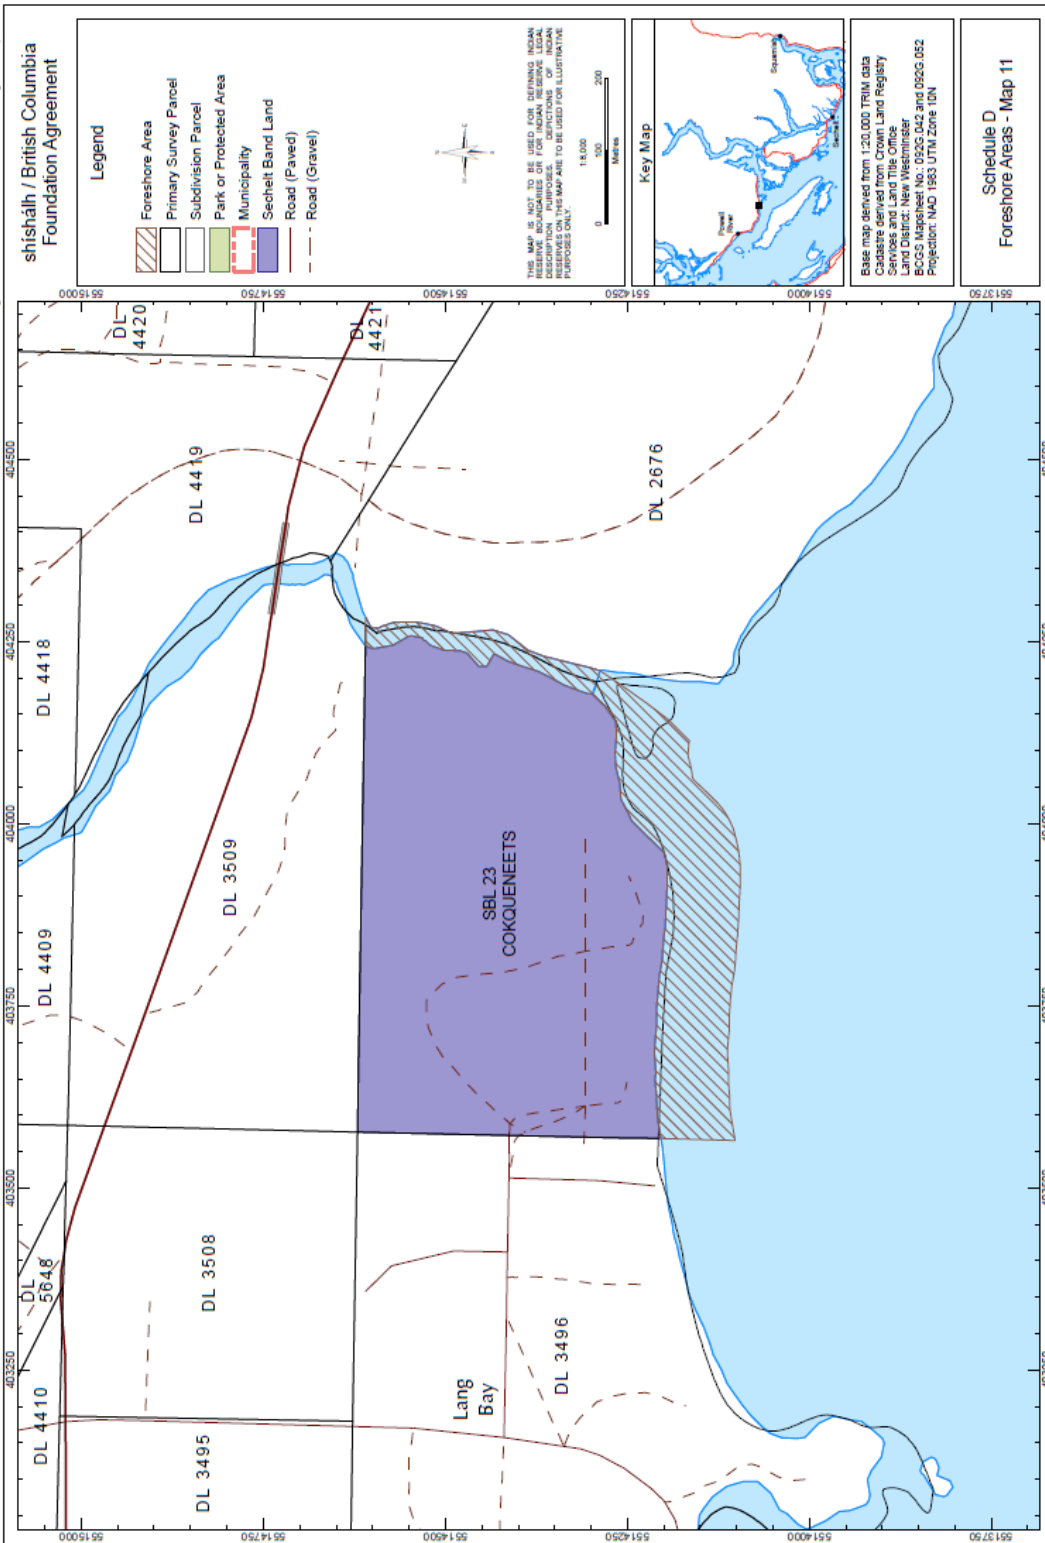 shíshálh / British Columbia
Foundation Agreement
Legend
Foreshore Area
Primary Survey Parcel
Subdivision Parcel
Park or Protected Area
Municipality
Sechelt Band Land
Road (Paved)
Road (Gravel)
THIS MAP IS NOT TO BE USED FOR DEFINING INDIAN
RESERVE BOUNDARIES OR FOR INDIAN RESERVE LEGAL
DESCRIPTION PURPOSES. DEPICTIONS OF INDIAN
RESERVES ON THIS MAP ARE TO BE USED FOR ILLUSTRATIVE
PURPOSES ONLY.
1:8,000
0 100 200
Metres
Key Map
Powell
River
Sechelt
Squamish
Base map derived from 1:20,000 TRIM data
Cadastre derived from Crown Land Registry
Services and Land Title Office
Land District: New Westminster
BCGS Mapsheet No.: 092G.042 and 092G.052
Projection: NAD 1983 UTM Zone 10N
Schedule D
Foreshore Areas - Map 11
403250
403500
403750
404000
404250
404500
5515000
5514750
5514500
5514250
5514000
5513750
5515000
5514750
5514500
5514250
5514000
5513750
DL 4410
DL
5648
DL 4409
DL 4418
DL
4420
DL 3495
DL 3508
DL 3509
DL 4419
DL
4421
Lang
Bay
DL 3496
SBL 23
COKQUENEETS
DL 2676